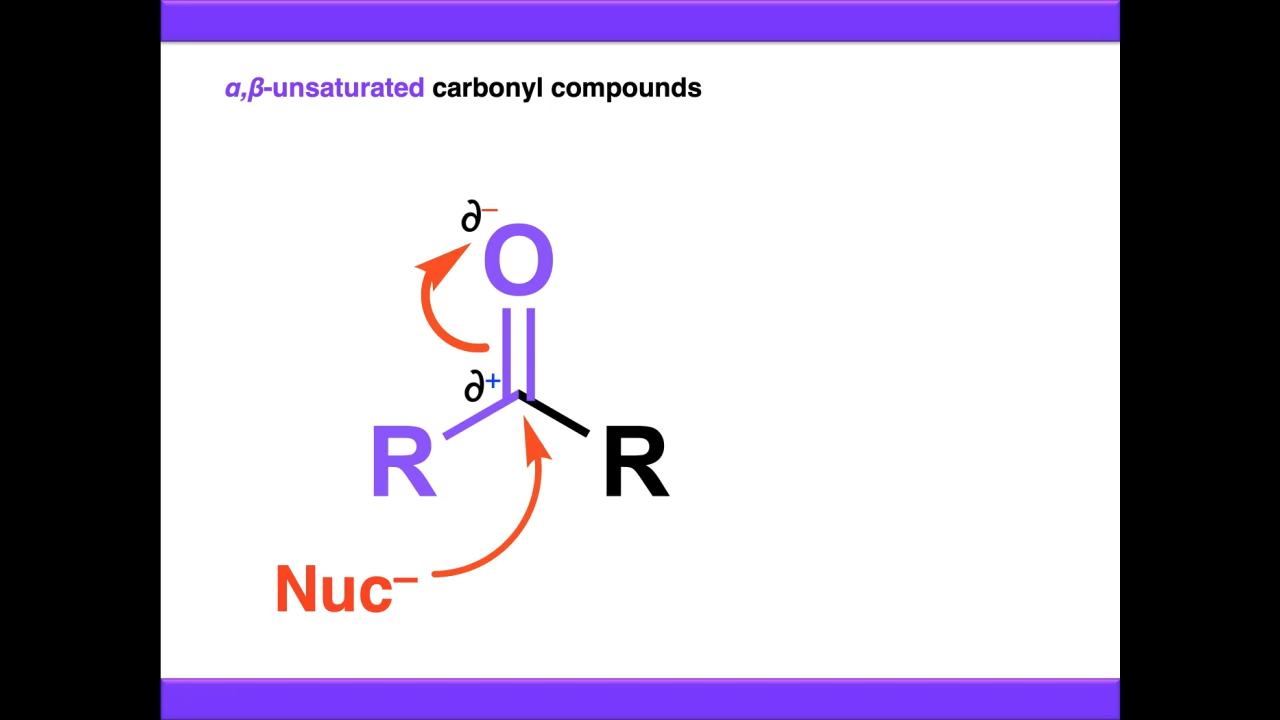 α,β-unsaturated carbonyl compounds
∂–
O
∂+
R R
Nuc–